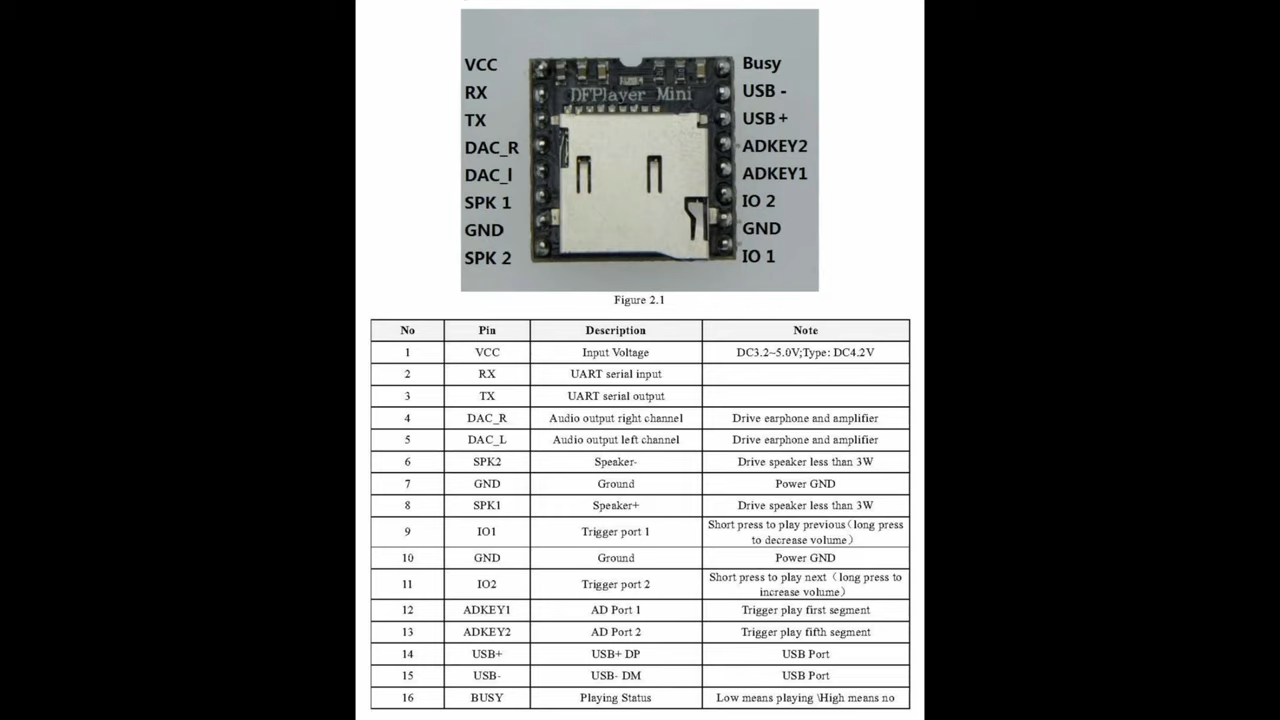 VCC
RX
TX
DAC_R
DAC_l
SPK 1
GND
SPK 2
DFPlayer Mini
Busy
USB -
USB +
ADKEY2
ADKEY1
IO 2
GND
IO 1
Figure 2.1
No Pin Description Note
1 VCC Input Voltage DC3.2~5.0V;Type: DC4.2V
2 RX UART serial input
3 TX UART serial output
4 DAC_R Audio output right channel Drive earphone and amplifier
5 DAC_L Audio output left channel Drive earphone and amplifier
6 SPK2 Speaker- Drive speaker less than 3W
7 GND Ground Power GND
8 SPK1 Speaker+ Drive speaker less than 3W
9 IO1 Trigger port 1 Short press to play previous（long press
to decrease volume）
10 GND Ground Power GND
11 IO2 Trigger port 2 Short press to play next（long press to
increase volume）
12 ADKEY1 AD Port 1 Trigger play first segment
13 ADKEY2 AD Port 2 Trigger play fifth segment
14 USB+ USB+ DP USB Port
15 USB- USB- DM USB Port
16 BUSY Playing Status Low means playing \High means no